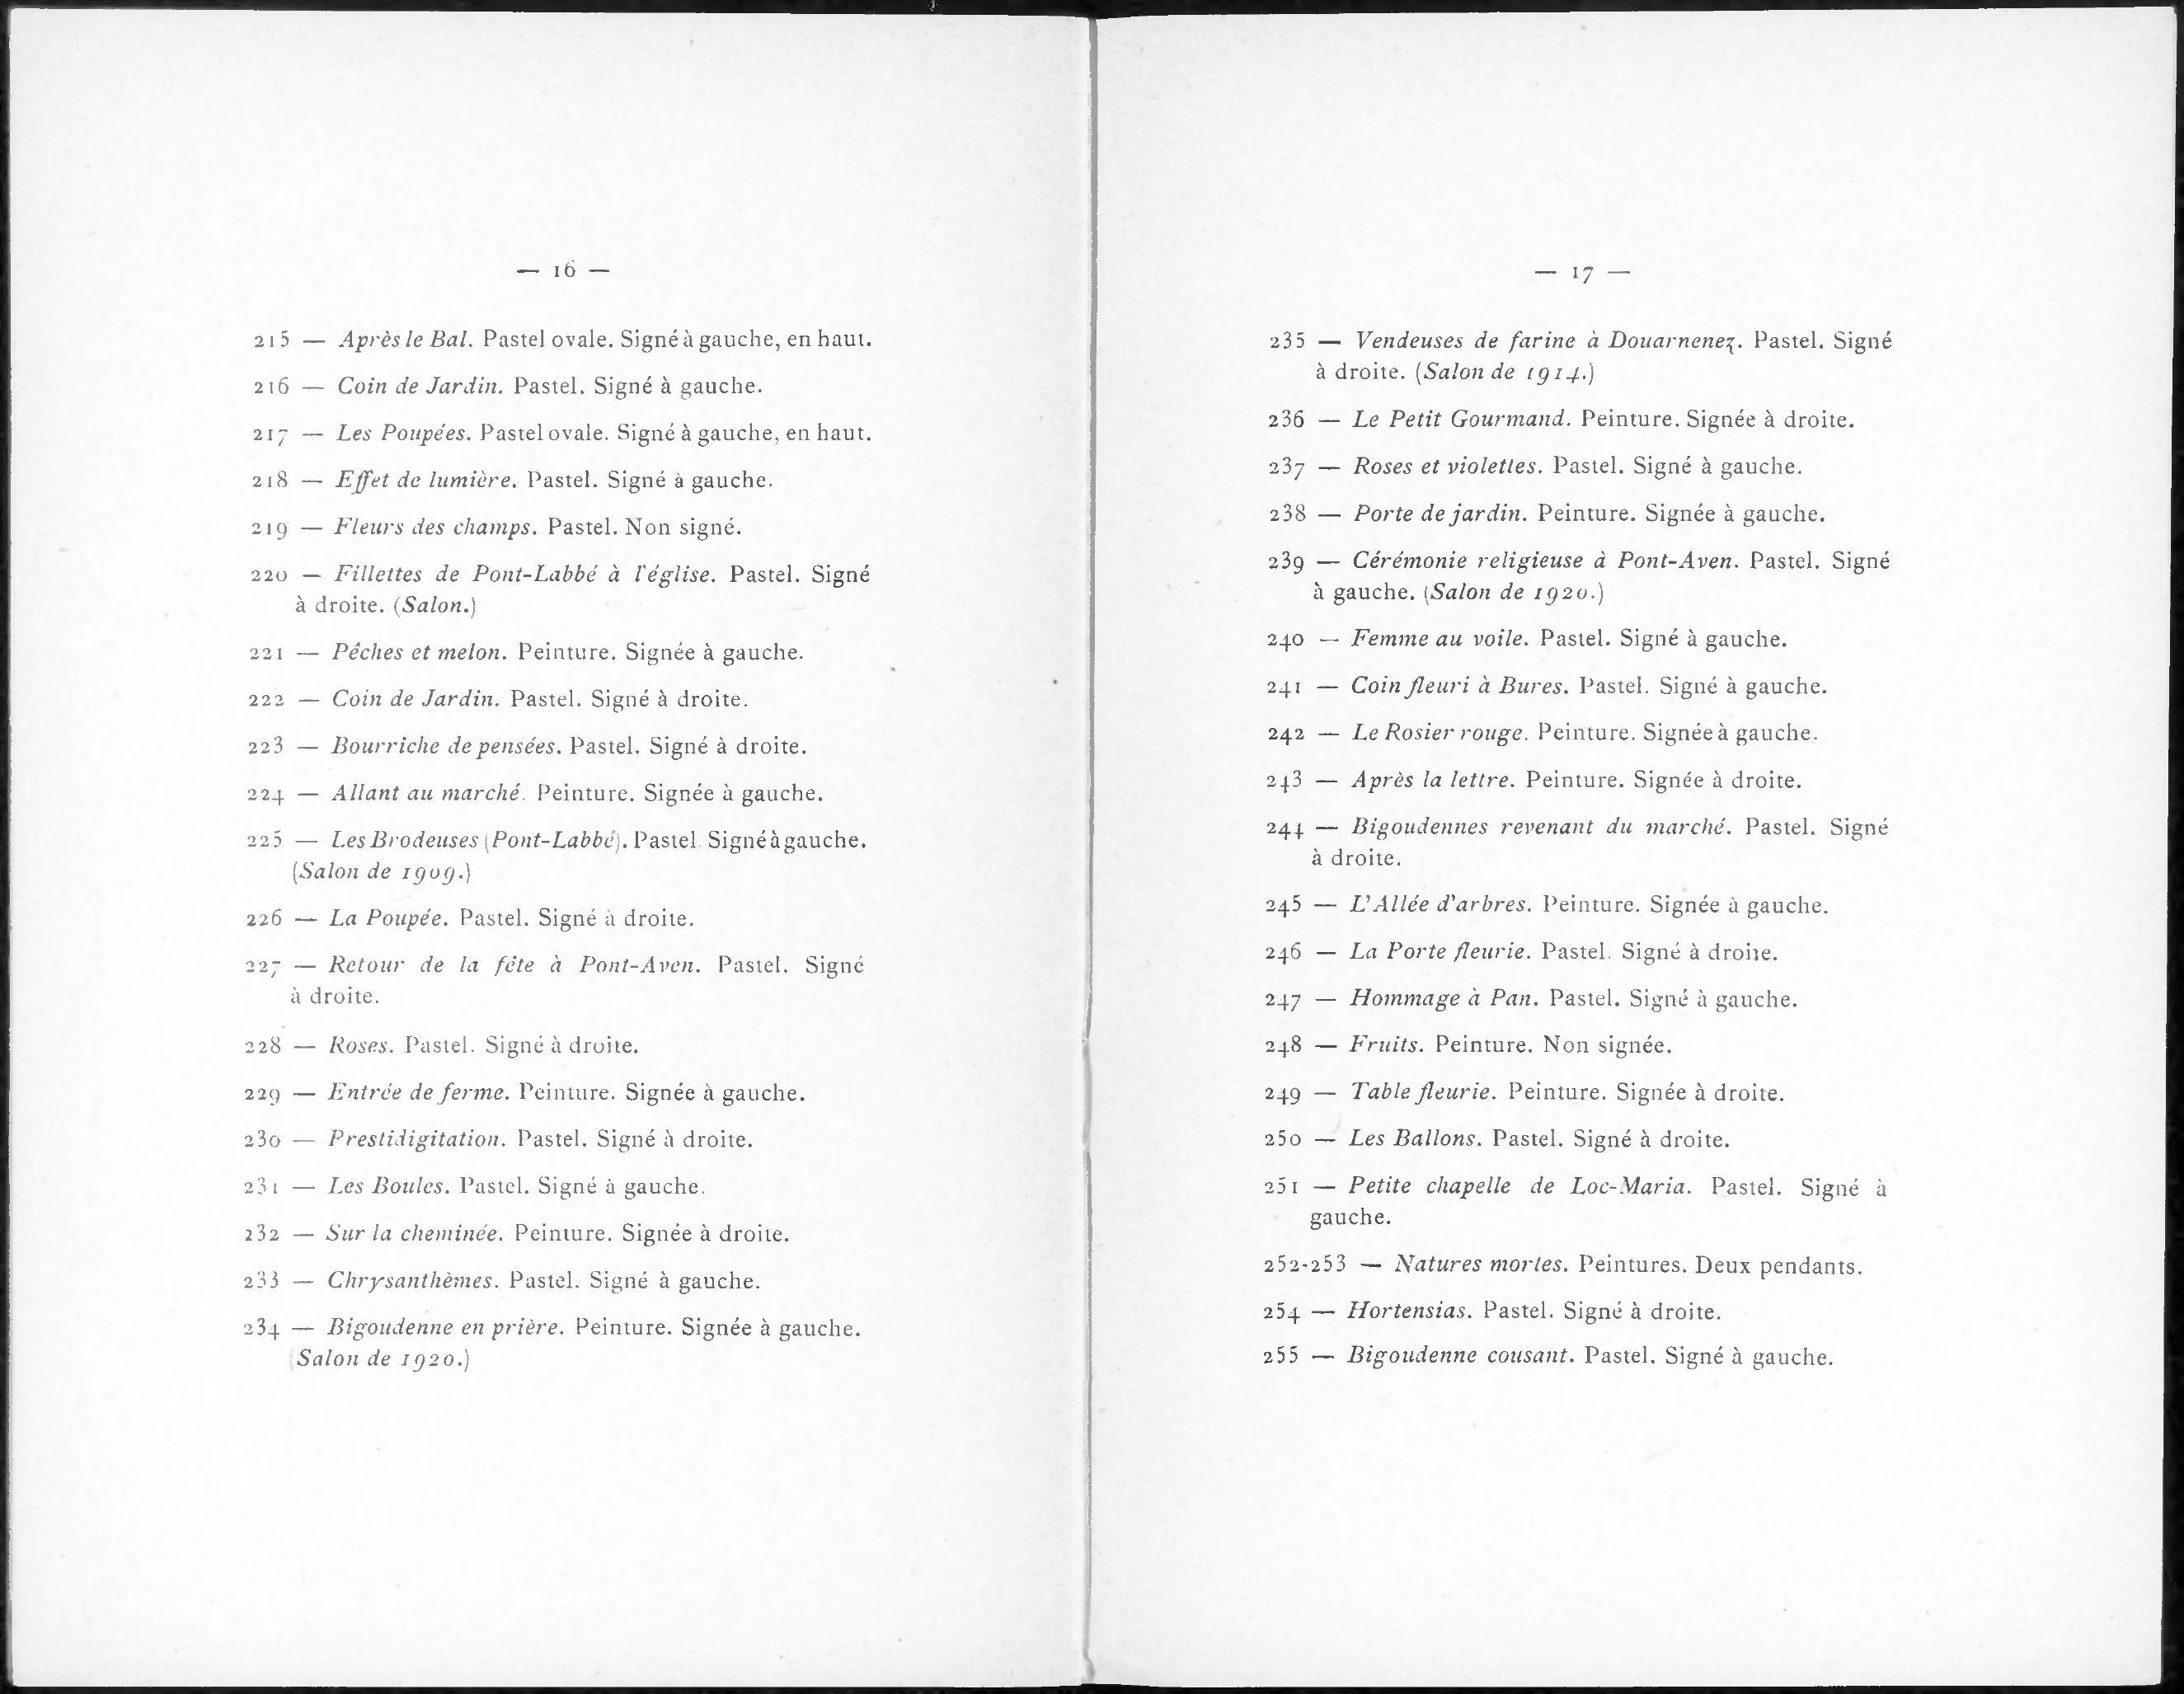 — 16 —
215 — Après le Bal. Pastel ovale. Signé à gauche, en haut.
216 — Coin de Jardin. Pastel. Signé à gauche.
217 — Les Poupées. Pastel ovale. Signé à gauche, en haut.
218 — Effet de lumière. Pastel. Signé à gauche.
219 — Fleurs des champs. Pastel. Non signé.
220 — Fillettes de Pont-Labbé à l'église. Pastel. Signé
à droite. (Salon.)
221 — Pêches et melon. Peinture. Signée à gauche.
222 — Coin de Jardin. Pastel. Signé à droite.
223 — Bourriche de pensées. Pastel. Signé à droite.
224 — Allant au marché. Peinture. Signée à gauche.
225 — Les Brodeuses (Pont-Labbé). Pastel. Signé à gauche.
(Salon de 1909.)
226 — La Poupée. Pastel. Signé à droite.
227 — Retour de la fête à Pont-Aven. Pastel. Signé
à droite.
228 — Roses. Pastel. Signé à droite.
229 — Entrée de ferme. Peinture. Signée à gauche.
230 — Prestidigitation. Pastel. Signé à droite.
231 — Les Boules. Pastel. Signé à gauche.
232 — Sur la cheminée. Peinture. Signée à droite.
233 — Chrysanthèmes. Pastel. Signé à gauche.
234 — Bigoudenne en prière. Peinture. Signée à gauche.
(Salon de 1920.)
— 17 —
235 — Vendeuses de farine à Douarnenez. Pastel. Signé
à droite. (Salon de 1914.)
236 — Le Petit Gourmand. Peinture. Signée à droite.
237 — Roses et violettes. Pastel. Signé à gauche.
238 — Porte de jardin. Peinture. Signée à gauche.
239 — Cérémonie religieuse à Pont-Aven. Pastel. Signé
à gauche. (Salon de 1920.)
240 — Femme au voile. Pastel. Signé à gauche.
241 — Coin fleuri à Bures. Pastel. Signé à gauche.
242 — Le Rosier rouge. Peinture. Signée à gauche.
243 — Après la lettre. Peinture. Signée à droite.
244 — Bigoudennes revenant du marché. Pastel. Signé
à droite.
245 — L'Allée d'arbres. Peinture. Signée à gauche.
246 — La Porte fleurie. Pastel. Signé à droite.
247 — Hommage à Pan. Pastel. Signé à gauche.
248 — Fruits. Peinture. Non signée.
249 — Table fleurie. Peinture. Signée à droite.
250 — Les Ballons. Pastel. Signé à droite.
251 — Petite chapelle de Loc-Maria. Pastel. Signé à
gauche.
252-253 — Natures mortes. Peintures. Deux pendants.
254 — Hortensias. Pastel. Signé à droite.
255 — Bigoudenne cousant. Pastel. Signé à gauche.